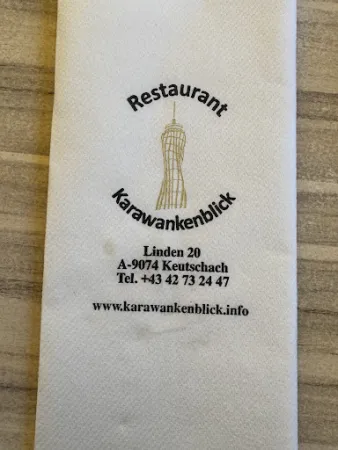 Restaurant
Karawankenblick
Linden 20
A-9074 Keutschach
Tel. +43 42 73 24 47
www.karawankenblick.info